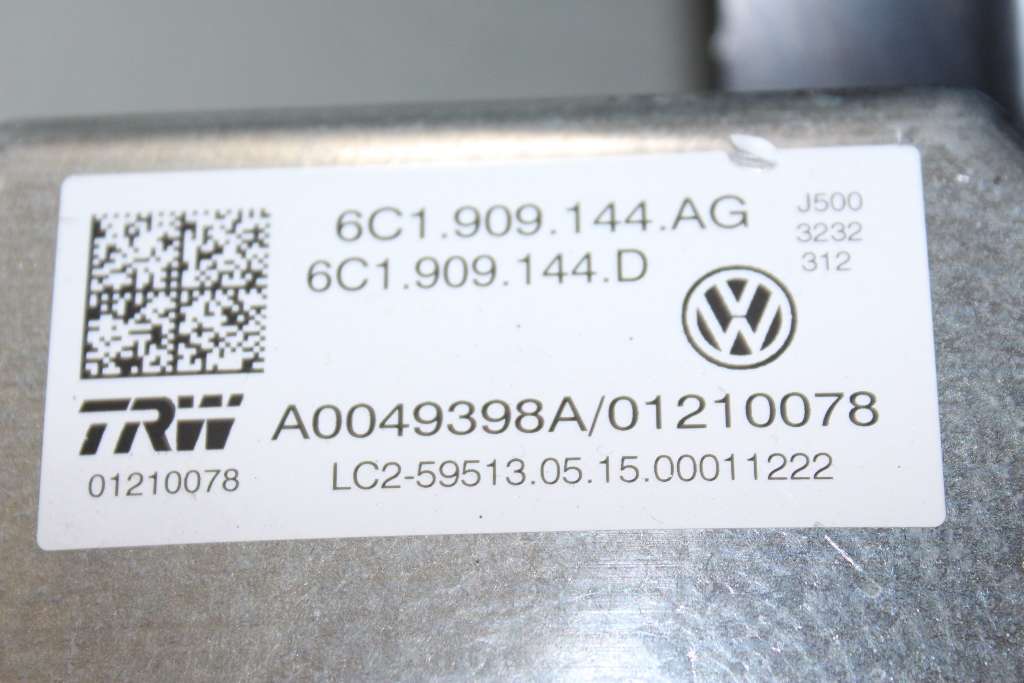 6C1.909.144.AG
6C1.909.144.D
J500
3232
312
TRW
A0049398A/01210078
01210078
LC2-59513.05.15.00011222